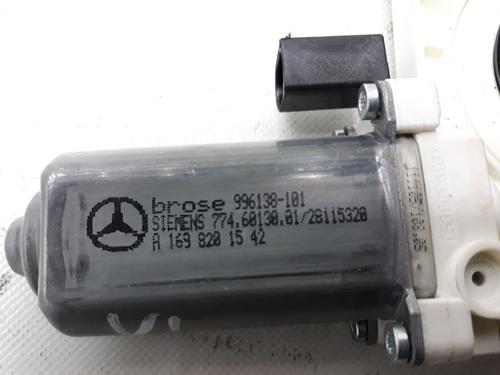 brose 996138-101
SIEMENS 774.60130.01/28115320
A 169 820 15 42